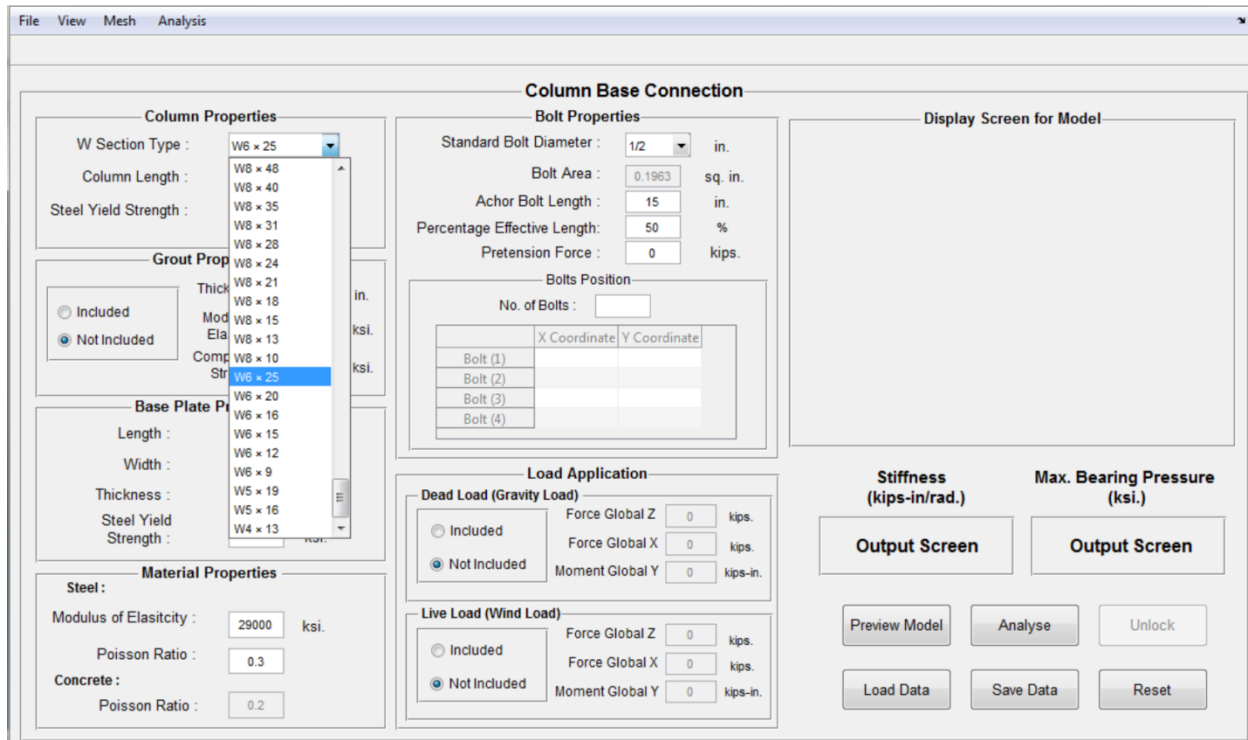 File View Mesh Analysis
Column Base Connection
Column Properties
W Section Type : W6 × 25
Column Length :
Steel Yield Strength :
W8 × 48
W8 × 40
W8 × 35
W8 × 31
W8 × 28
W8 × 24
W8 × 21
W8 × 18
W8 × 15
W8 × 13
W8 × 10
W6 × 25
W6 × 20
W6 × 16
W6 × 15
W6 × 12
W6 × 9
W5 × 19
W5 × 16
W4 × 13
Grout Prop
Included
Not Included
Thick in.
Mod
Ela ksi.
Comp
Str ksi.
Base Plate Pr
Length :
Width :
Thickness :
Steel Yield
Strength :
Material Properties
Steel :
Modulus of Elasitcity : 29000 ksi.
Poisson Ratio : 0.3
Concrete :
Poisson Ratio : 0.2
Bolt Properties
Standard Bolt Diameter : 1/2 in.
Bolt Area : 0.1963 sq. in.
Achor Bolt Length : 15 in.
Percentage Effective Length: 50 %
Pretension Force : 0 kips.
Bolts Position
No. of Bolts :
X Coordinate Y Coordinate
Bolt (1)
Bolt (2)
Bolt (3)
Bolt (4)
Load Application
Dead Load (Gravity Load)
Included
Not Included
Force Global Z 0 kips.
Force Global X 0 kips.
Moment Global Y 0 kips-in.
Live Load (Wind Load)
Included
Not Included
Force Global Z 0 kips.
Force Global X 0 kips.
Moment Global Y 0 kips-in.
Display Screen for Model
Stiffness
(kips-in/rad.)
Output Screen
Max. Bearing Pressure
(ksi.)
Output Screen
Preview Model Analyse Unlock
Load Data Save Data Reset